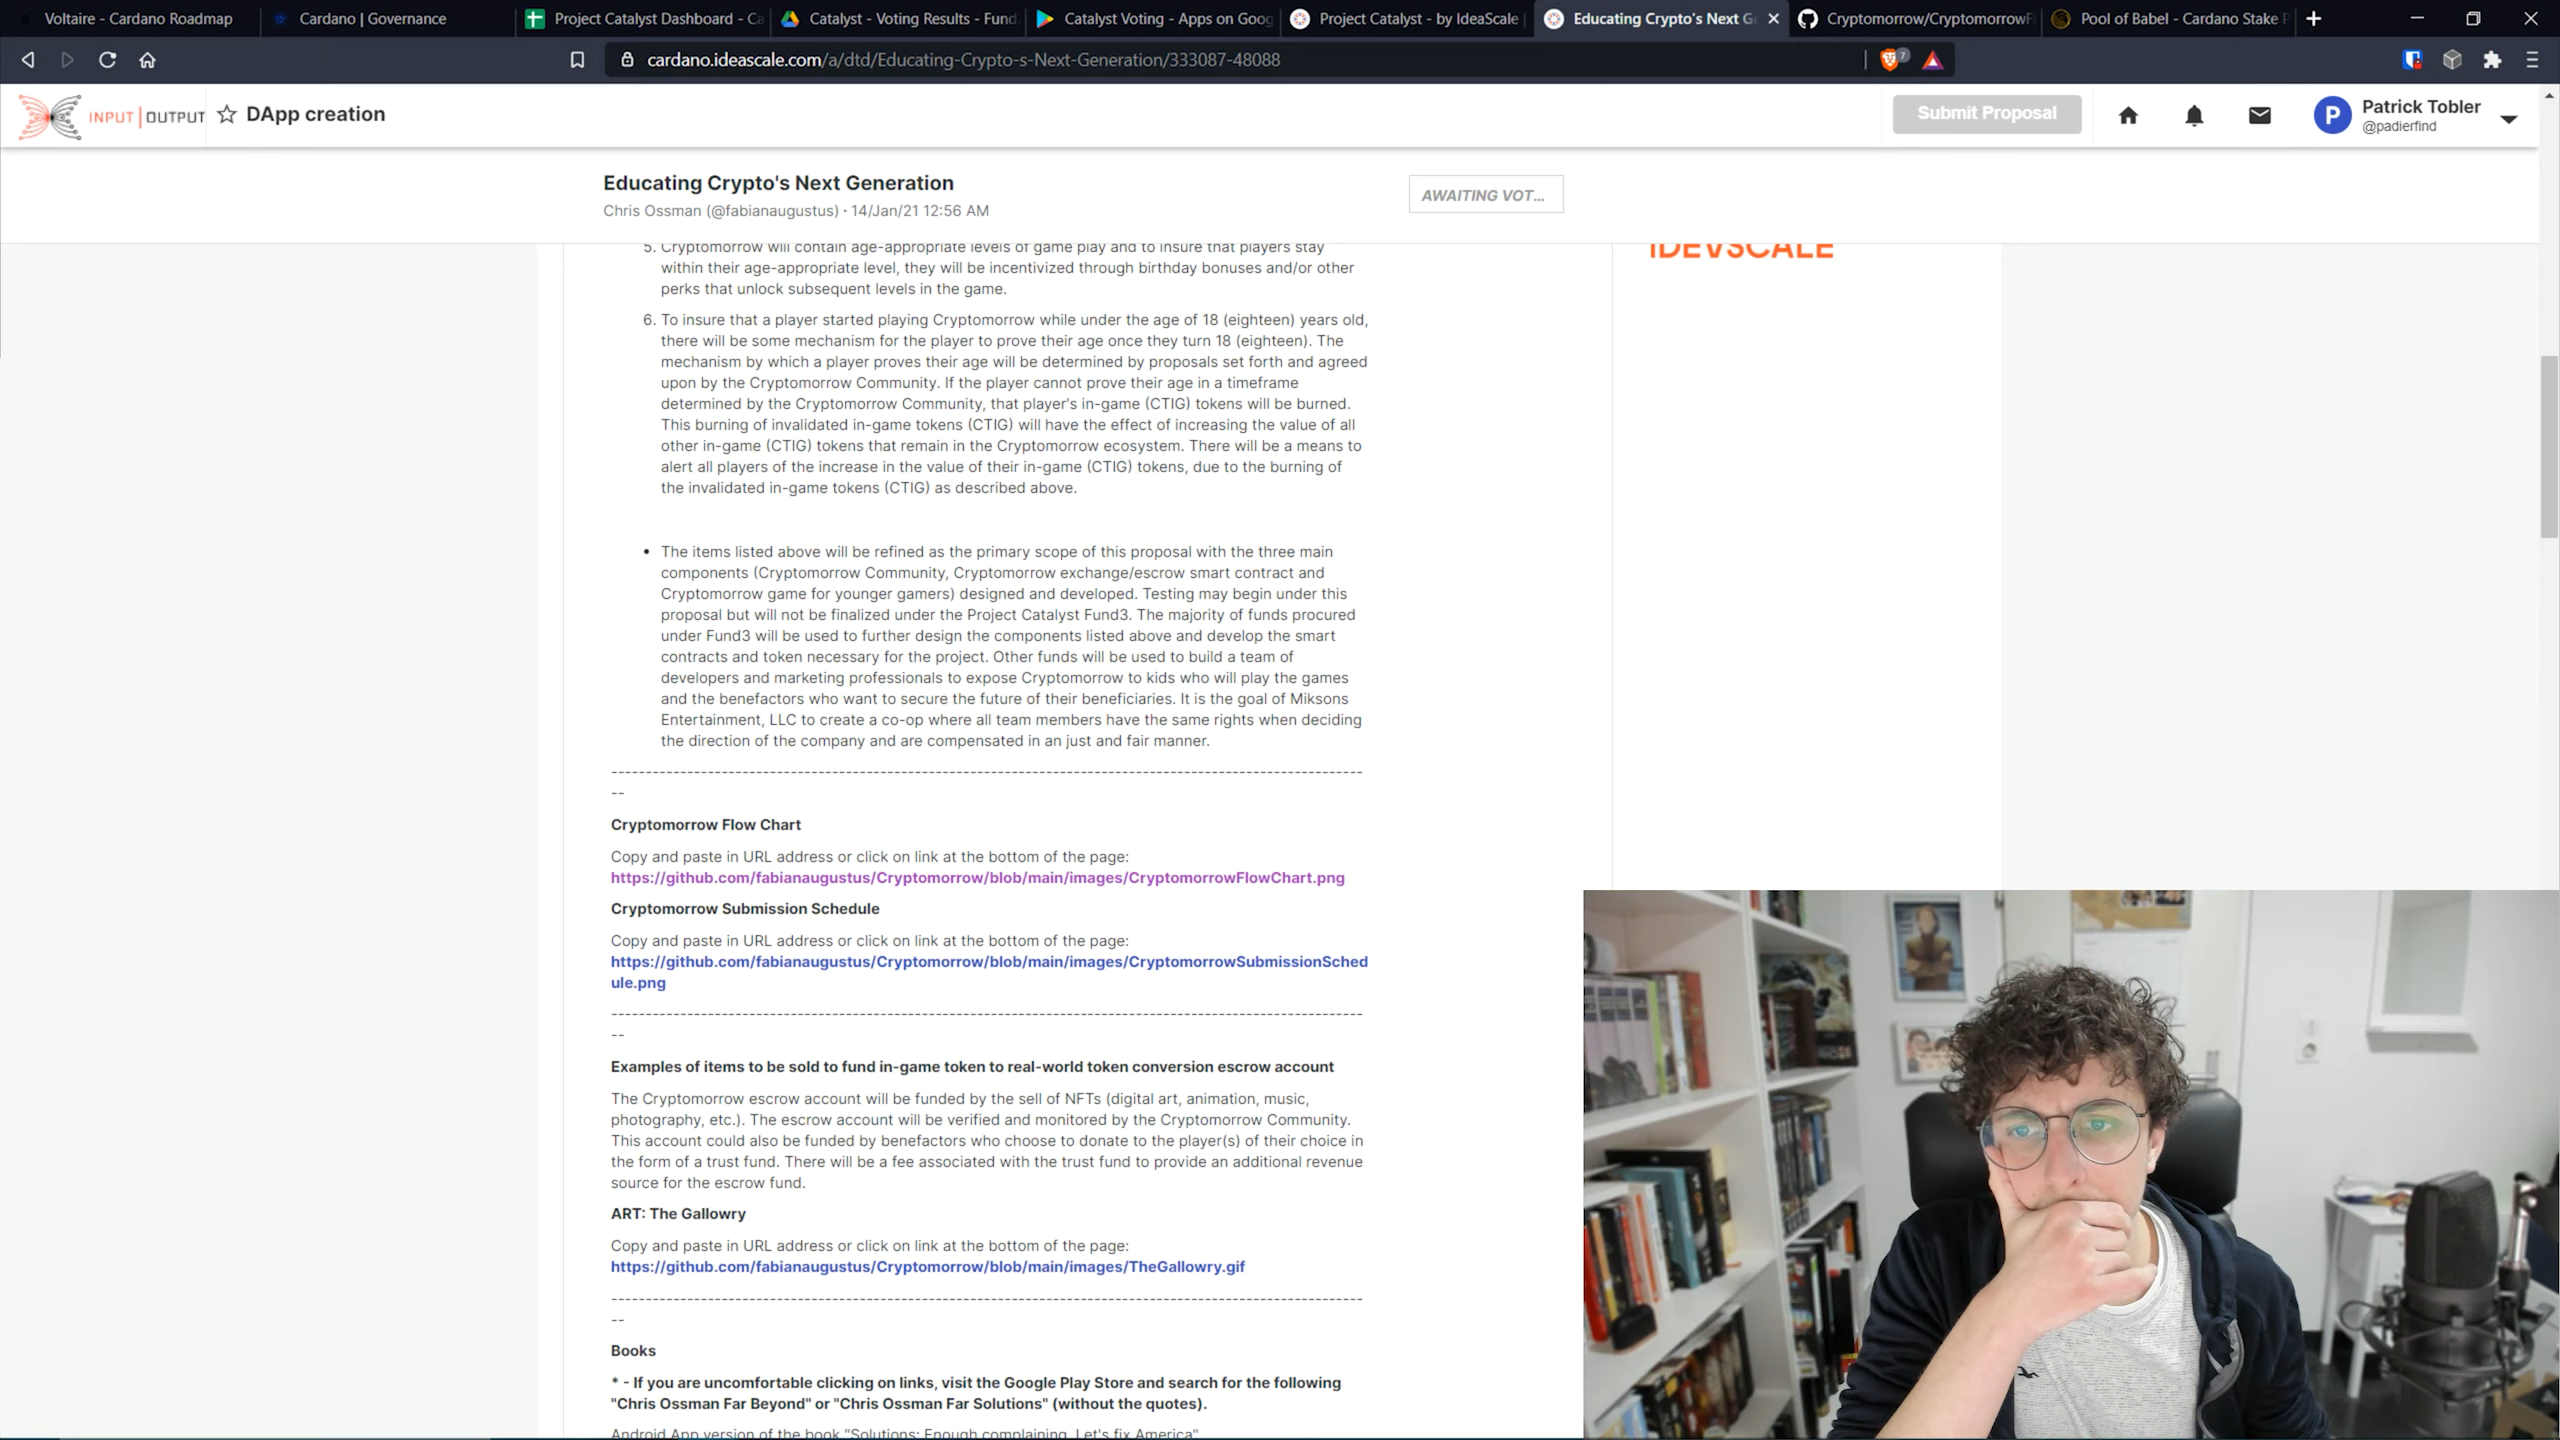 Voltaire - Cardano Roadmap
Cardano | Governance
Project Catalyst Dashboard - Ca
Catalyst - Voting Results - Fund
Catalyst Voting - Apps on Goog
Project Catalyst - by IdeaScale
Educating Crypto's Next G
Cryptomorrow/CryptomorrowF
Pool of Babel - Cardano Stake P
cardano.ideascale.com/a/dtd/Educating-Crypto-s-Next-Generation/333087-48088
7
INPUT | OUTPUT
DApp creation
Submit Proposal
P
Patrick Tobler
@padierfind
Educating Crypto's Next Generation
Chris Ossman (@fabianaugustus) · 14/Jan/21 12:56 AM
AWAITING VOT...
IDEVSCALE
5. Cryptomorrow will contain age-appropriate levels of game play and to insure that players stay
within their age-appropriate level, they will be incentivized through birthday bonuses and/or other
perks that unlock subsequent levels in the game.
6. To insure that a player started playing Cryptomorrow while under the age of 18 (eighteen) years old,
there will be some mechanism for the player to prove their age once they turn 18 (eighteen). The
mechanism by which a player proves their age will be determined by proposals set forth and agreed
upon by the Cryptomorrow Community. If the player cannot prove their age in a timeframe
determined by the Cryptomorrow Community, that player's in-game (CTIG) tokens will be burned.
This burning of invalidated in-game tokens (CTIG) will have the effect of increasing the value of all
other in-game (CTIG) tokens that remain in the Cryptomorrow ecosystem. There will be a means to
alert all players of the increase in the value of their in-game (CTIG) tokens, due to the burning of
the invalidated in-game tokens (CTIG) as described above.
• The items listed above will be refined as the primary scope of this proposal with the three main
components (Cryptomorrow Community, Cryptomorrow exchange/escrow smart contract and
Cryptomorrow game for younger gamers) designed and developed. Testing may begin under this
proposal but will not be finalized under the Project Catalyst Fund3. The majority of funds procured
under Fund3 will be used to further design the components listed above and develop the smart
contracts and token necessary for the project. Other funds will be used to build a team of
developers and marketing professionals to expose Cryptomorrow to kids who will play the games
and the benefactors who want to secure the future of their beneficiaries. It is the goal of Miksons
Entertainment, LLC to create a co-op where all team members have the same rights when deciding
the direction of the company and are compensated in an just and fair manner.
--
Cryptomorrow Flow Chart
Copy and paste in URL address or click on link at the bottom of the page:
https://github.com/fabianaugustus/Cryptomorrow/blob/main/images/CryptomorrowFlowChart.png
Cryptomorrow Submission Schedule
Copy and paste in URL address or click on link at the bottom of the page:
https://github.com/fabianaugustus/Cryptomorrow/blob/main/images/CryptomorrowSubmissionSched
ule.png
--
Examples of items to be sold to fund in-game token to real-world token conversion escrow account
The Cryptomorrow escrow account will be funded by the sell of NFTs (digital art, animation, music,
photography, etc.). The escrow account will be verified and monitored by the Cryptomorrow Community.
This account could also be funded by benefactors who choose to donate to the player(s) of their choice in
the form of a trust fund. There will be a fee associated with the trust fund to provide an additional revenue
source for the escrow fund.
ART: The Gallowry
Copy and paste in URL address or click on link at the bottom of the page:
https://github.com/fabianaugustus/Cryptomorrow/blob/main/images/TheGallowry.gif
--
Books
* - If you are uncomfortable clicking on links, visit the Google Play Store and search for the following
"Chris Ossman Far Beyond" or "Chris Ossman Far Solutions" (without the quotes).
Android App version of the book "Solutions: Enough complaining. Let's fix America"